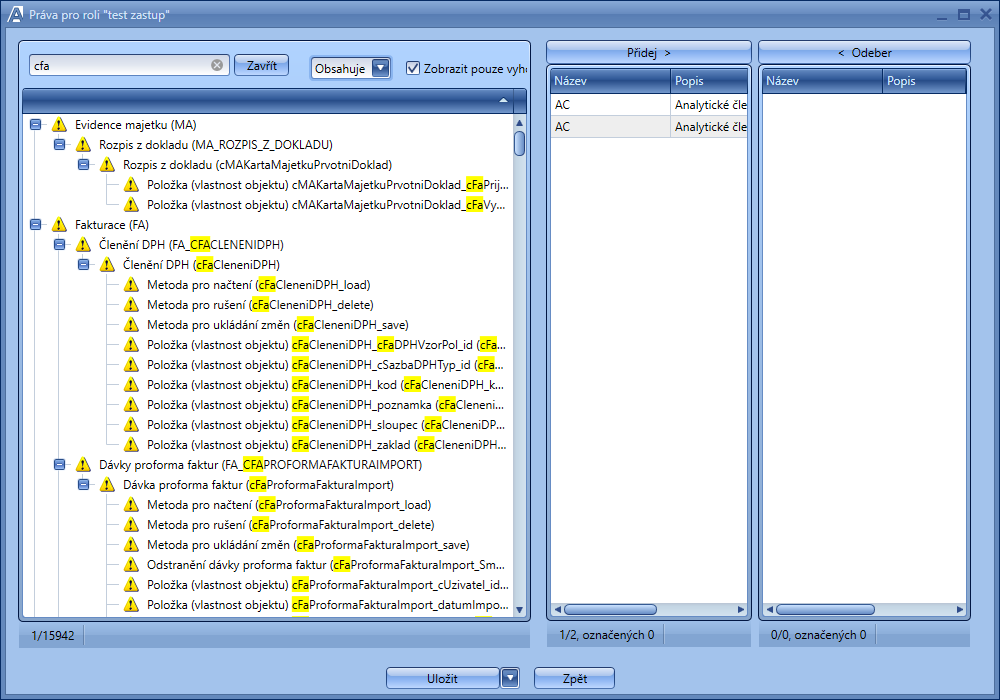 Práva pro roli "test zastup"
cfa
Zavřít
Obsahuje
Zobrazit pouze vyh
Evidence majetku (MA)
Rozpis z dokladu (MA_ROZPIS_Z_DOKLADU)
Rozpis z dokladu (cMAKartaMajetkuPrvotniDoklad)
Položka (vlastnost objektu) cMAKartaMajetkuPrvotniDoklad_cFaPrij...
Položka (vlastnost objektu) cMAKartaMajetkuPrvotniDoklad_cFaVy...
Fakturace (FA)
Členění DPH (FA_CFACLENENIDPH)
Členění DPH (cFaCleneniDPH)
Metoda pro načtení (cFaCleneniDPH_load)
Metoda pro rušení (cFaCleneniDPH_delete)
Metoda pro ukládání změn (cFaCleneniDPH_save)
Položka (vlastnost objektu) cFaCleneniDPH_cFaDPHVzorPol_id (cFa...
Položka (vlastnost objektu) cFaCleneniDPH_cSazbaDPHTyp_id (cFa...
Položka (vlastnost objektu) cFaCleneniDPH_kod (cFaCleneniDPH_k...
Položka (vlastnost objektu) cFaCleneniDPH_poznamka (cFaCleneni...
Položka (vlastnost objektu) cFaCleneniDPH_sloupec (cFaCleneniDP...
Položka (vlastnost objektu) cFaCleneniDPH_zaklad (cFaCleneniDPH...
Dávky proforma faktur (FA_CFAPROFORMAFAKTURAIMPORT)
Dávka proforma faktur (cFaProformaFakturaImport)
Metoda pro načtení (cFaProformaFakturaImport_load)
Metoda pro rušení (cFaProformaFakturaImport_delete)
Metoda pro ukládání změn (cFaProformaFakturaImport_save)
Odstranění dávky proforma faktur (cFaProformaFakturaImport_Sm...
Položka (vlastnost objektu) cFaProformaFakturaImport_cUzivatel_id...
Položka (vlastnost objektu) cFaProformaFakturaImport_datumImpo...
1/15942
Přidej >
Název Popis
AC Analytické čle
AC Analytické čle
1/2, označených 0
< Odeber
Název Popis
0/0, označených 0
Uložit
Zpět